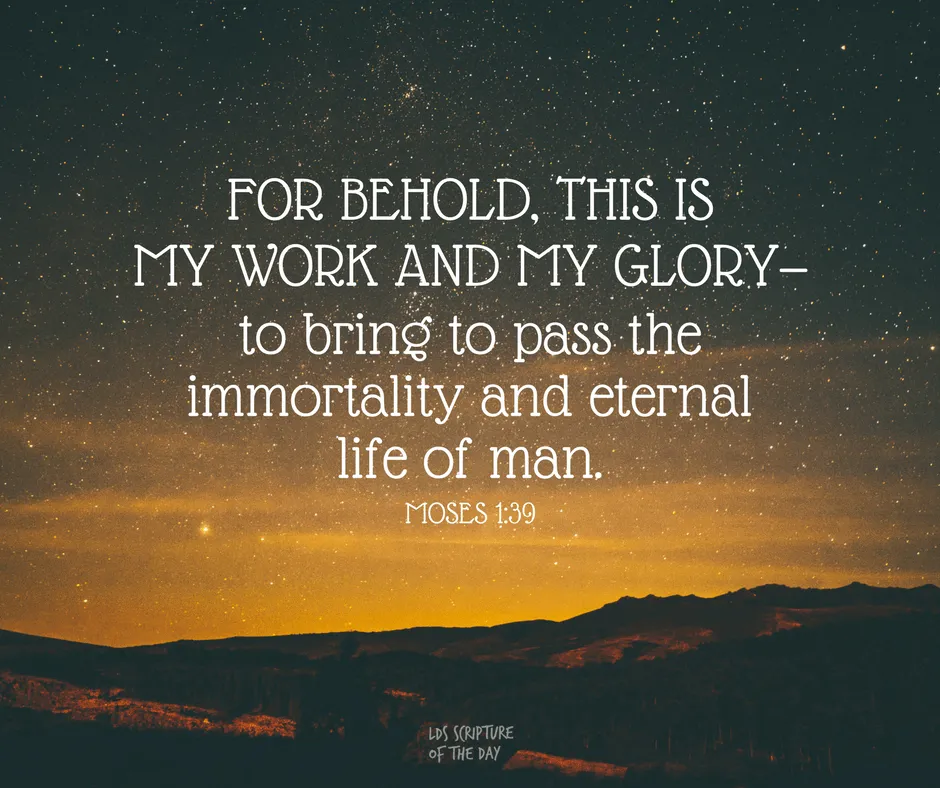 FOR BEHOLD, THIS IS
MY WORK AND MY GLORY—
to bring to pass the
immortality and eternal
life of man.
MOSES 1:39
LDS SCRIPTURE
OF THE DAY